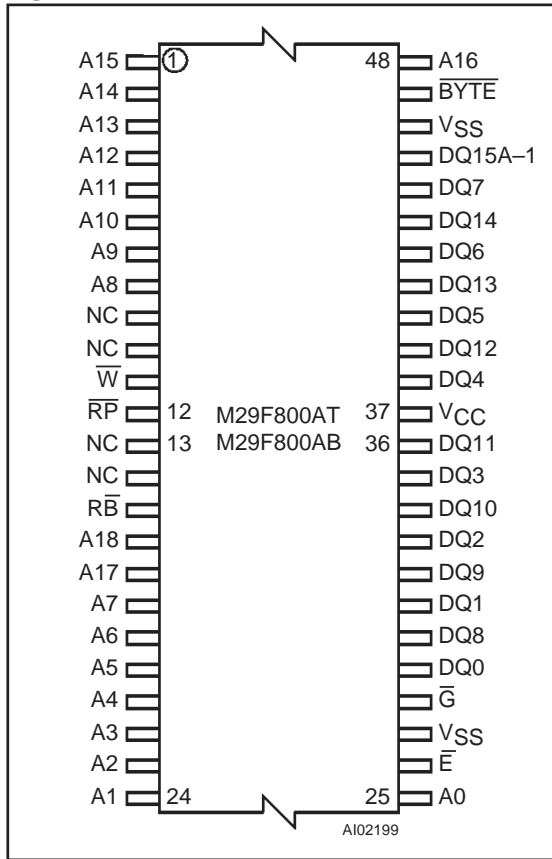 A15 1 48 A16
A14 B̅Y̅T̅E̅
A13 VSS
A12 DQ15A–1
A11 DQ7
A10 DQ14
A9 DQ6
A8 DQ13
NC DQ5
NC DQ12
W̅ DQ4
R̅P̅ 12 M29F800AT 37 VCC
NC 13 M29F800AB 36 DQ11
NC DQ3
RB̅ DQ10
A18 DQ2
A17 DQ9
A7 DQ1
A6 DQ8
A5 DQ0
A4 G̅
A3 VSS
A2 E̅
A1 24 25 A0
AI02199